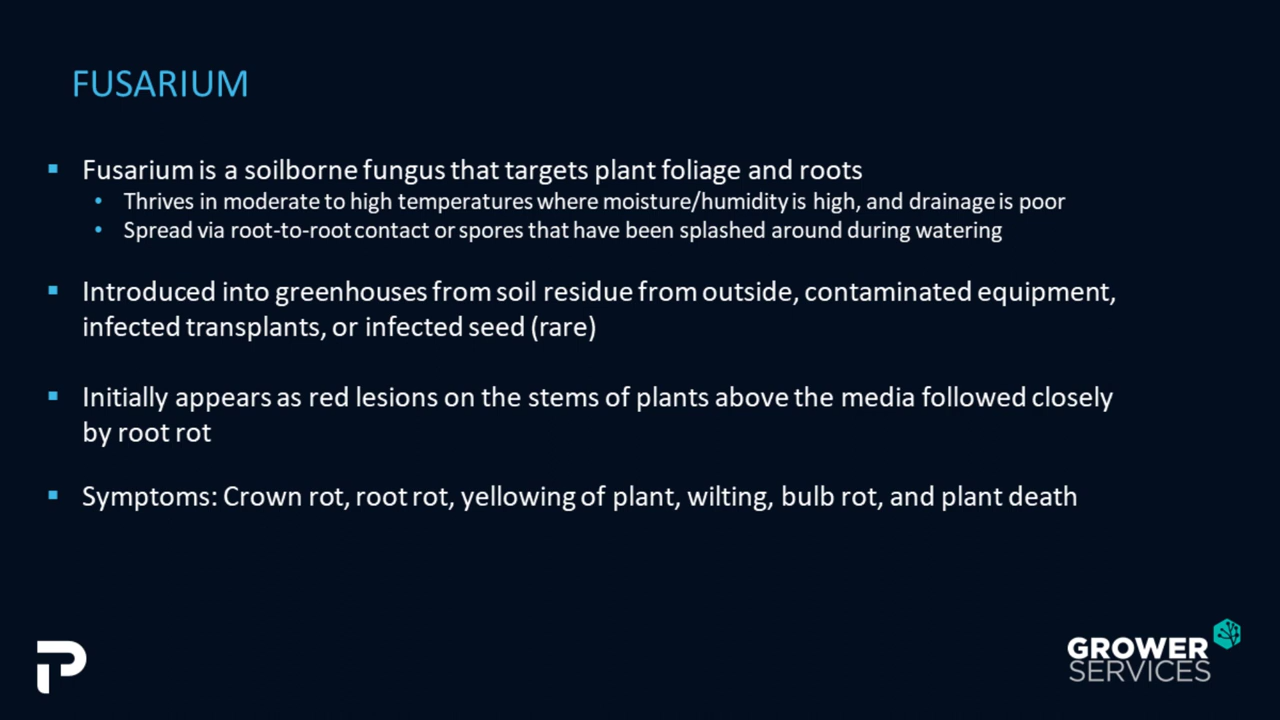 FUSARIUM
▪ Fusarium is a soilborne fungus that targets plant foliage and roots
• Thrives in moderate to high temperatures where moisture/humidity is high, and drainage is poor
• Spread via root-to-root contact or spores that have been splashed around during watering
▪ Introduced into greenhouses from soil residue from outside, contaminated equipment,
infected transplants, or infected seed (rare)
▪ Initially appears as red lesions on the stems of plants above the media followed closely
by root rot
▪ Symptoms: Crown rot, root rot, yellowing of plant, wilting, bulb rot, and plant death
P
GROWER
SERVICES